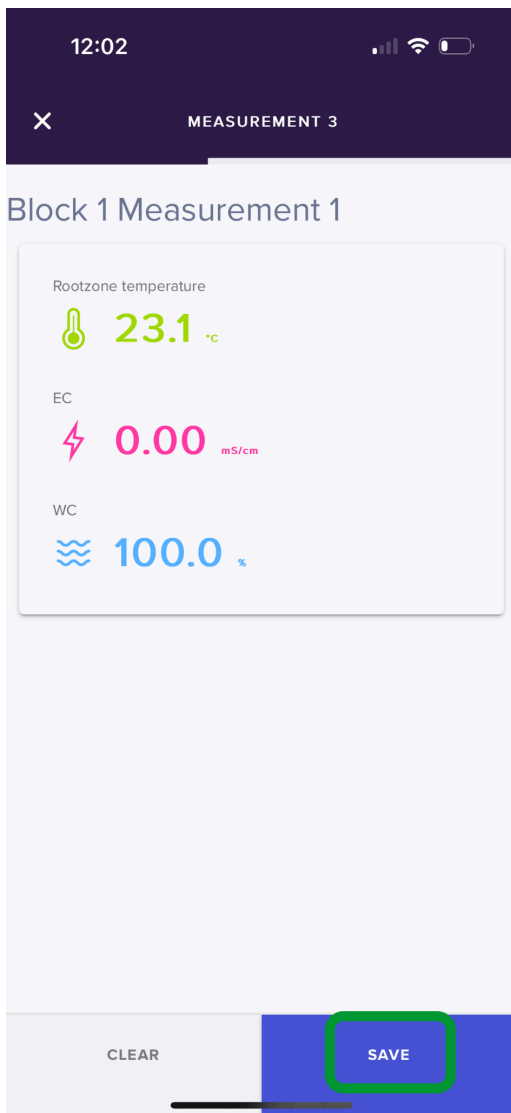 12:02
MEASUREMENT 3
Block 1 Measurement 1
Rootzone temperature
23.1 °C
EC
0.00 mS/cm
WC
100.0 %
CLEAR SAVE